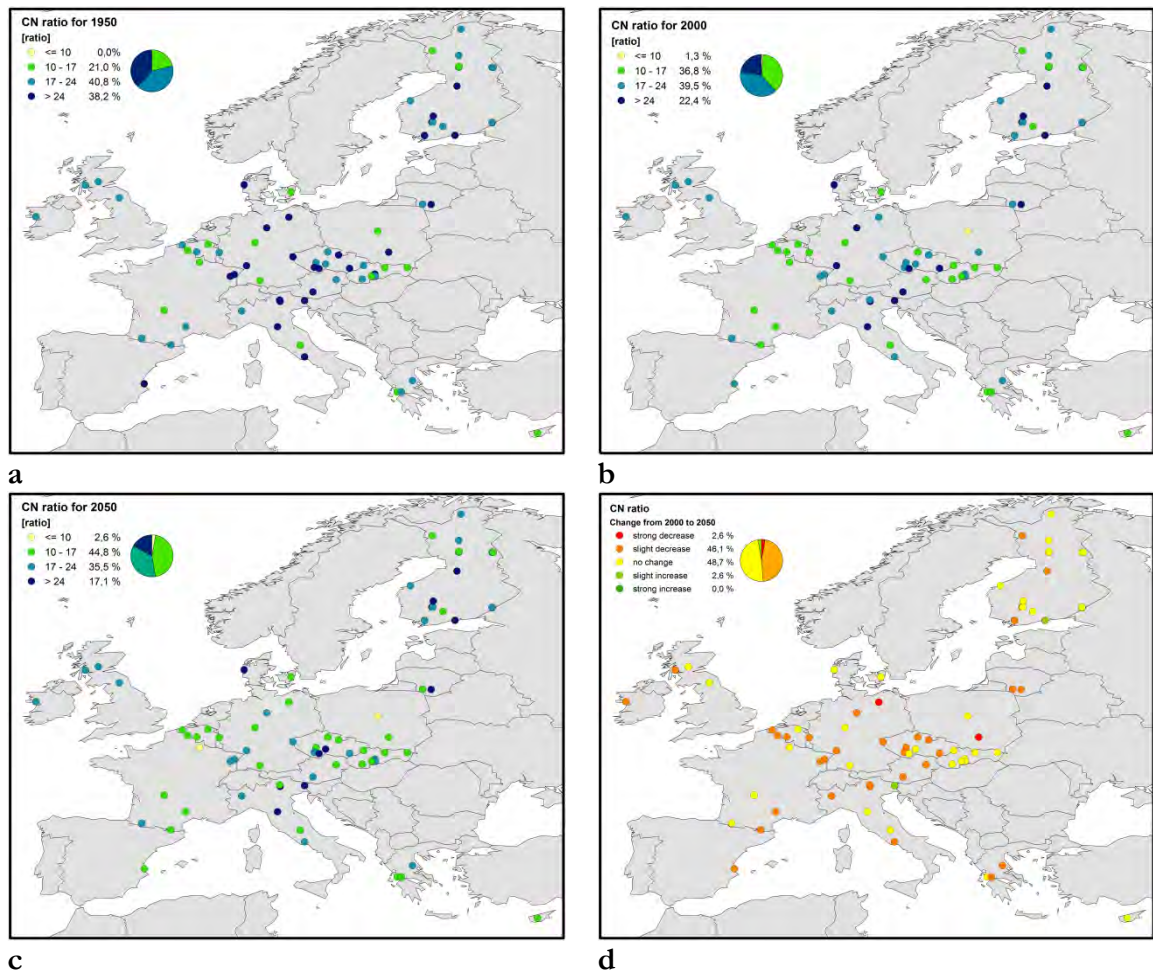 CN ratio for 1950
[ratio]
<= 10 0,0%
10 - 17 21,0 %
17 - 24 40,8 %
> 24 38,2 %
a
CN ratio for 2000
[ratio]
<= 10 1,3 %
10 - 17 36,8 %
17 - 24 39,5 %
> 24 22,4 %
b
CN ratio for 2050
[ratio]
<= 10 2,6 %
10 - 17 44,8 %
17 - 24 35,5 %
> 24 17,1 %
c
CN ratio
Change from 2000 to 2050
strong decrease 2,6 %
slight decrease 46,1 %
no change 48,7 %
slight increase 2,6 %
strong increase 0,0 %
d